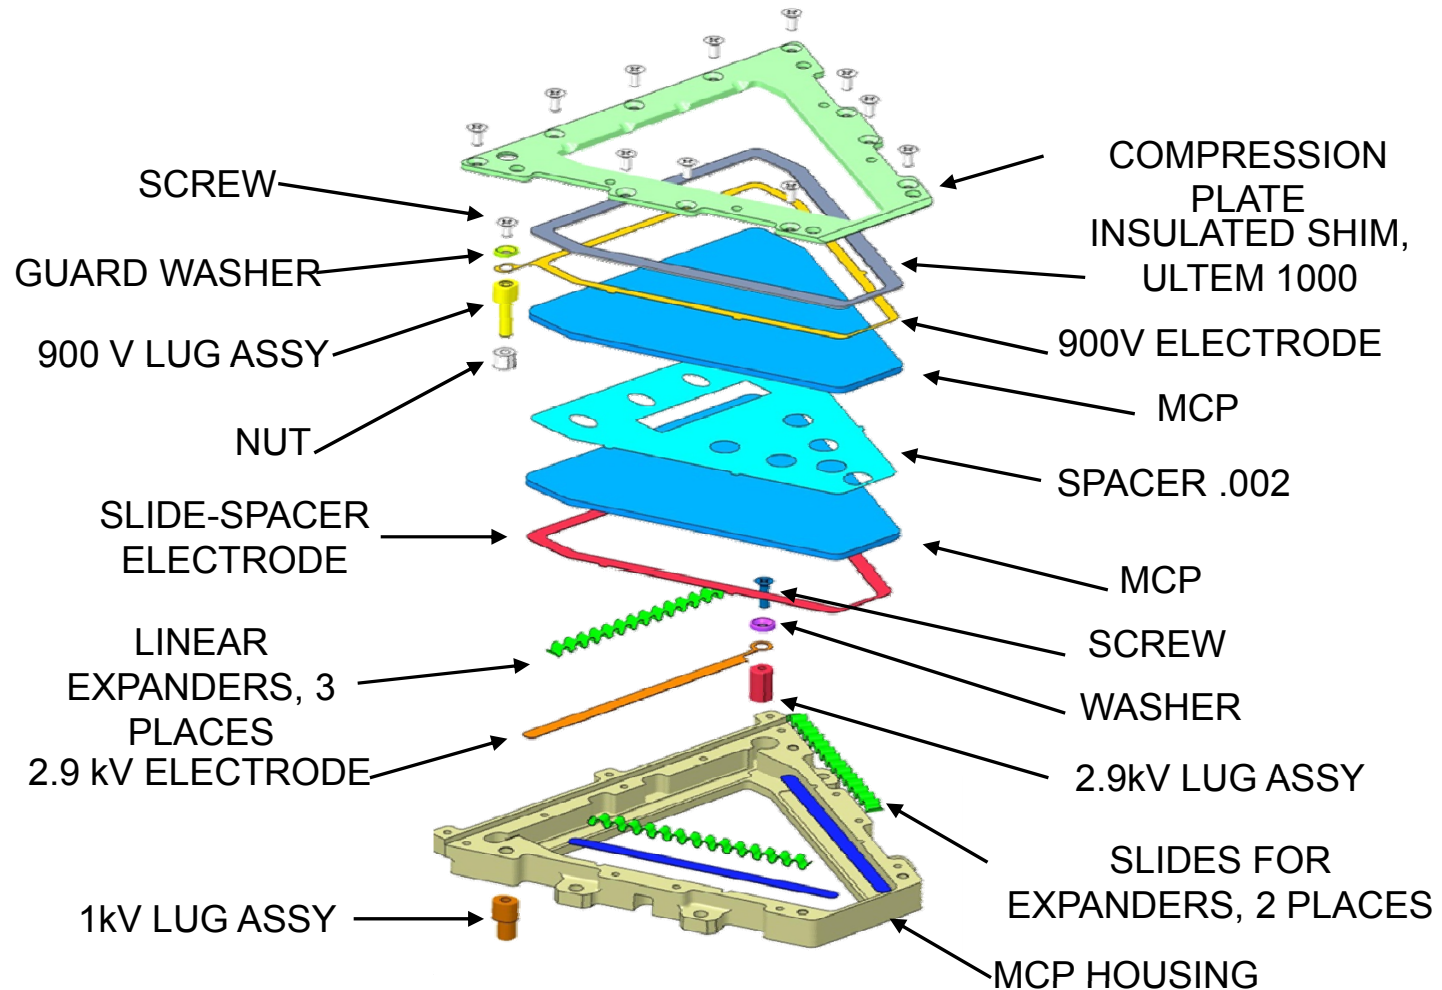 SCREW
GUARD WASHER
900 V LUG ASSY
NUT
SLIDE-SPACER
ELECTRODE
LINEAR
EXPANDERS, 3
PLACES
2.9 kV ELECTRODE
1kV LUG ASSY
COMPRESSION
PLATE
INSULATED SHIM,
ULTEM 1000
900V ELECTRODE
MCP
SPACER .002
MCP
SCREW
WASHER
2.9kV LUG ASSY
SLIDES FOR
EXPANDERS, 2 PLACES
MCP HOUSING